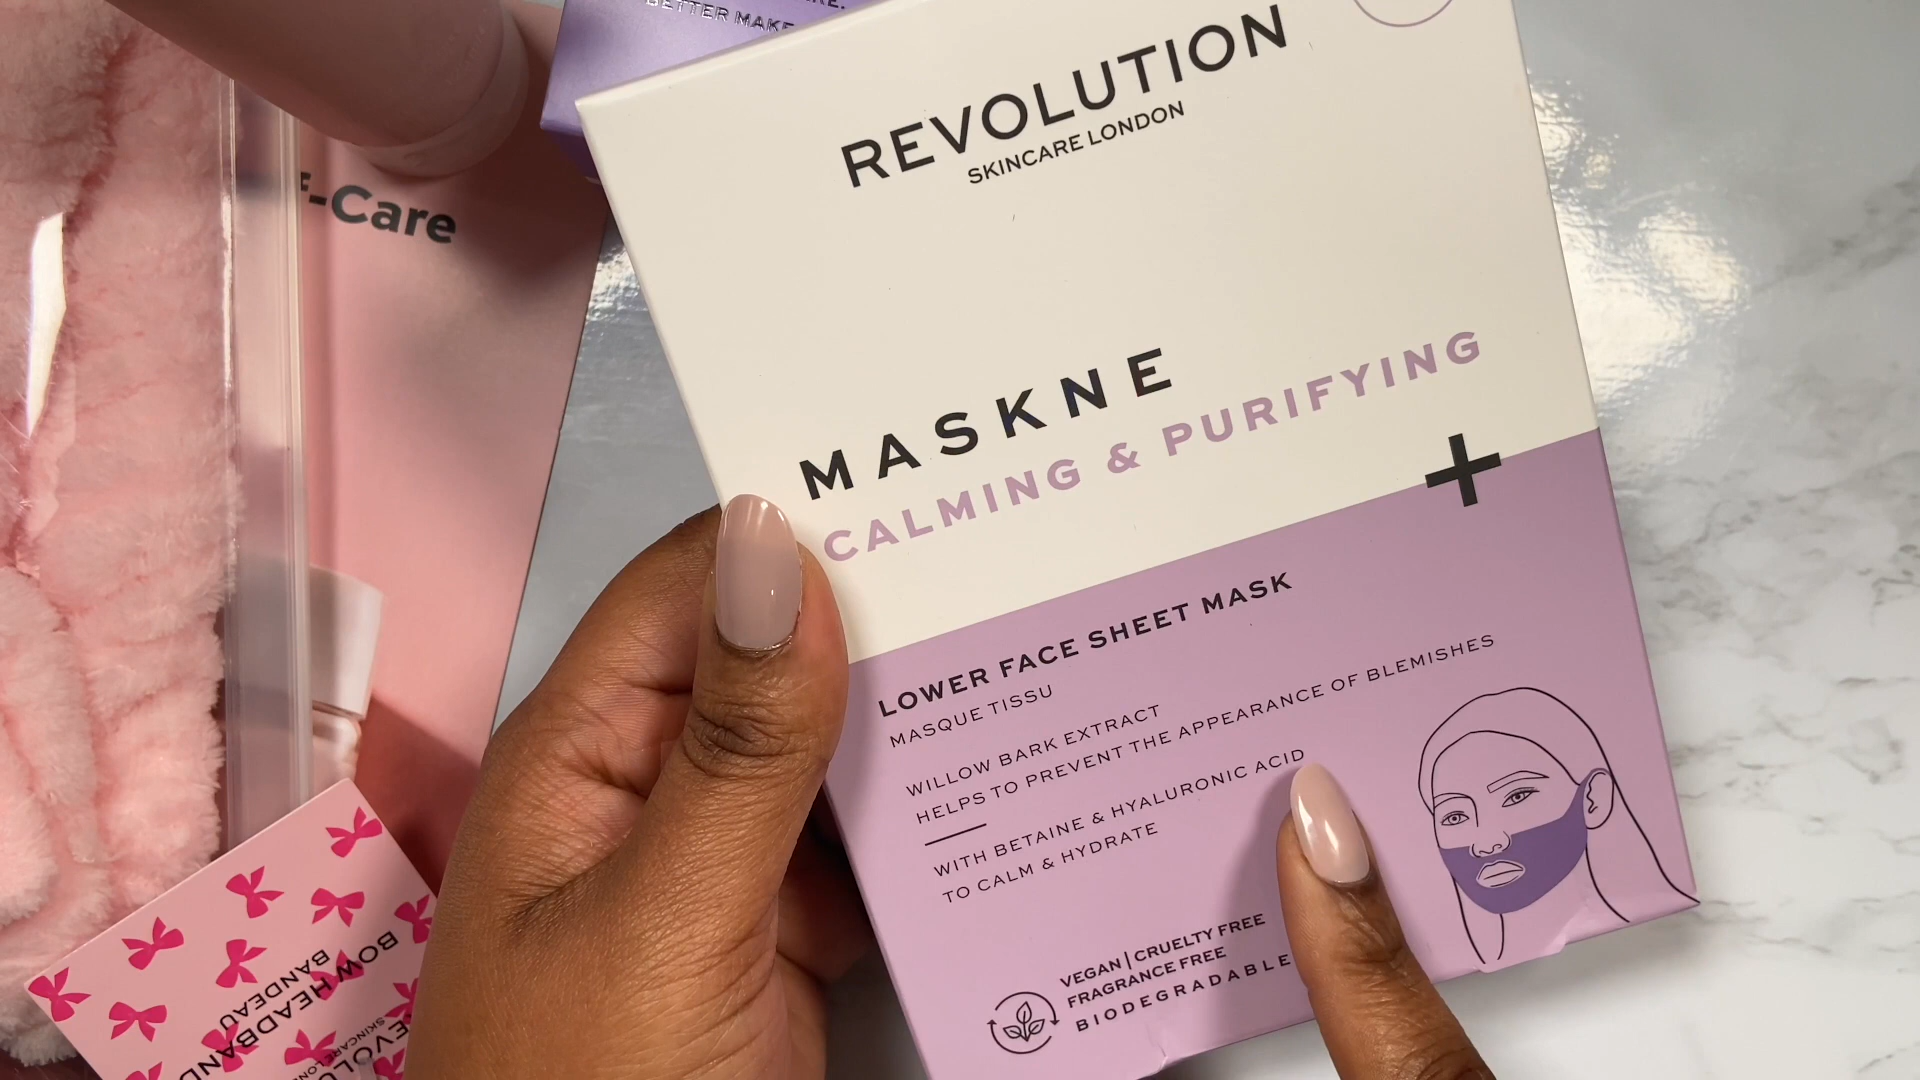 BETTER MAKE
-Care
REVOLUTION
SKINCARE LONDON
MASKNE
CALMING & PURIFYING
+
LOWER FACE SHEET MASK
MASQUE TISSU
WILLOW BARK EXTRACT
HELPS TO PREVENT THE APPEARANCE OF BLEMISHES
WITH BETAINE & HYALURONIC ACID
TO CALM & HYDRATE
VEGAN | CRUELTY FREE
FRAGRANCE FREE
BIODEGRADABLE
BOW HEADBAND
BANDEAU